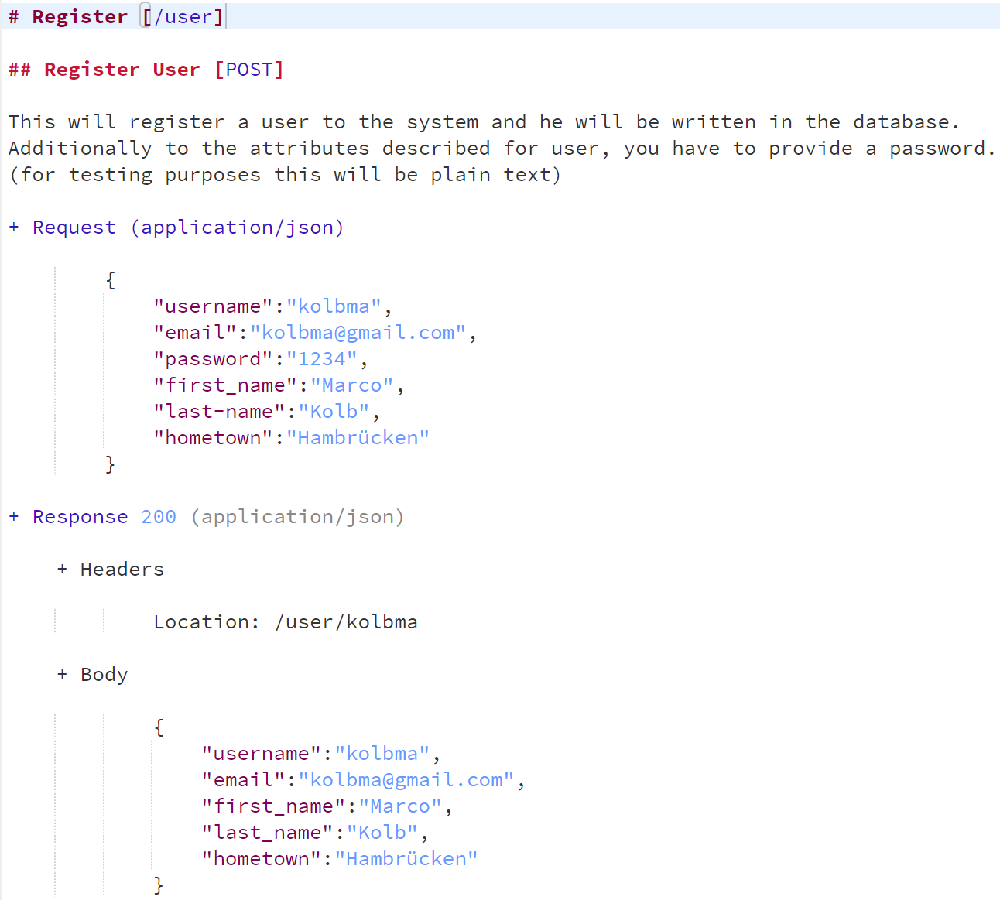 # Register [/user]
## Register User [POST]
This will register a user to the system and he will be written in the database.
Additionally to the attributes described for user, you have to provide a password.
(for testing purposes this will be plain text)
+ Request (application/json)
{
"username":"kolbma",
"email":"kolbma@gmail.com",
"password":"1234",
"first_name":"Marco",
"last-name":"Kolb",
"hometown":"Hambrücken"
}
+ Response 200 (application/json)
+ Headers
Location: /user/kolbma
+ Body
{
"username":"kolbma",
"email":"kolbma@gmail.com",
"first_name":"Marco",
"last_name":"Kolb",
"hometown":"Hambrücken"
}